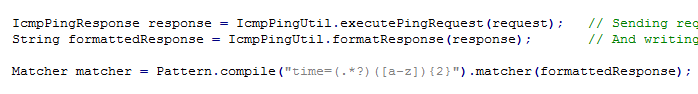 IcmpPingResponse response = IcmpPingUtil.executePingRequest(request);   // Sending
String formattedResponse = IcmpPingUtil.formatResponse(response);       // And writing
Matcher matcher = Pattern.compile("time=(.*?)([a-z]){2}").matcher(formattedResponse);